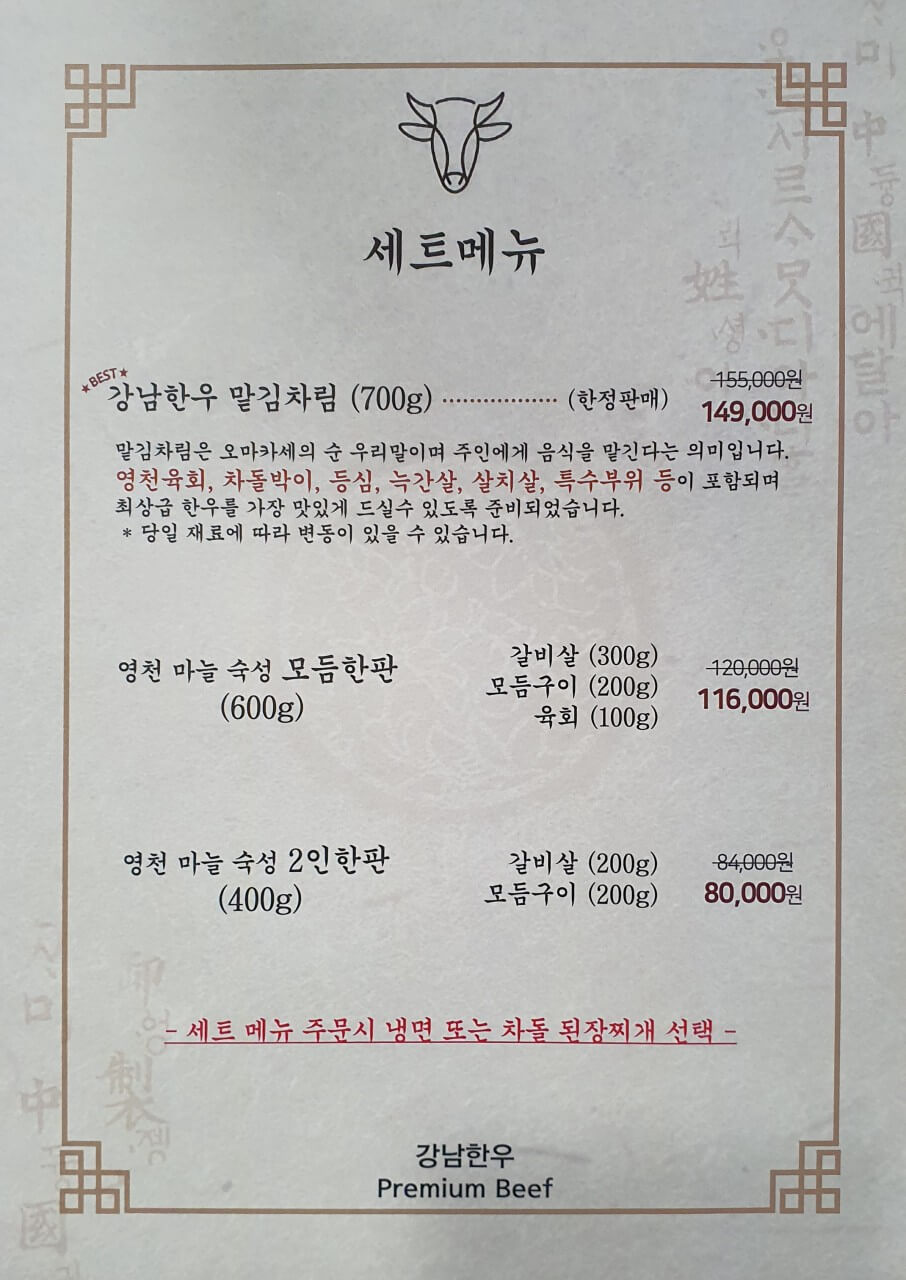 세트메뉴
★BEST★
강남한우 맡김차림 (700g) ················· (한정판매)
155,000원
149,000원
맡김차림은 오마카세의 순 우리말이며 주인에게 음식을 맡긴다는 의미입니다.
영천육회, 차돌박이, 등심, 늑간살, 살치살, 특수부위 등이 포함되며
최상급 한우를 가장 맛있게 드실수 있도록 준비되었습니다.
* 당일 재료에 따라 변동이 있을 수 있습니다.
영천 마늘 숙성 모듬한판
(600g)
갈비살 (300g)
모듬구이 (200g)
육회 (100g)
120,000원
116,000원
영천 마늘 숙성 2인한판
(400g)
갈비살 (200g)
모듬구이 (200g)
84,000원
80,000원
- 세트 메뉴 주문시 냉면 또는 차돌 된장찌개 선택 -
강남한우
Premium Beef